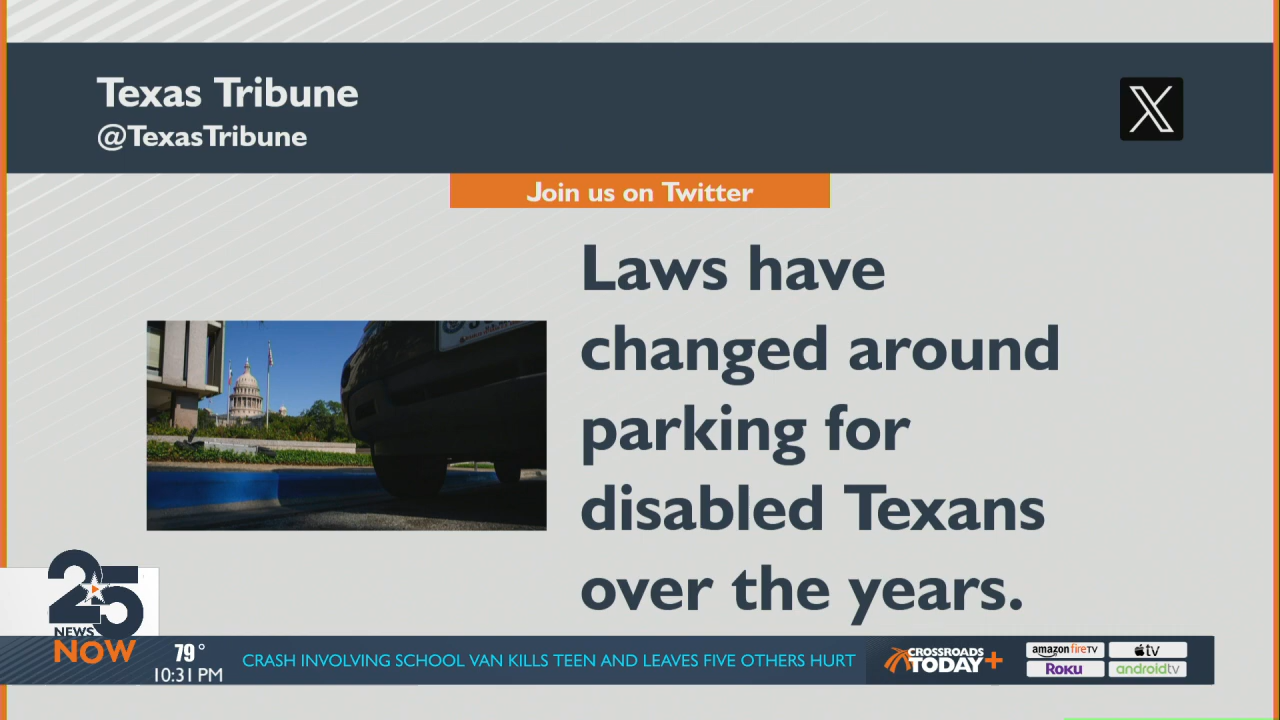 Texas Tribune
@TexasTribune
Join us on Twitter
Laws have
changed around
parking for
disabled Texans
over the years.
25
NEWS
NOW
79°
10:31 PM
CRASH INVOLVING SCHOOL VAN KILLS TEEN AND LEAVES FIVE OTHERS HURT
CROSSROADS
TODAY+
amazon fireTV
tv
Roku
androidtv